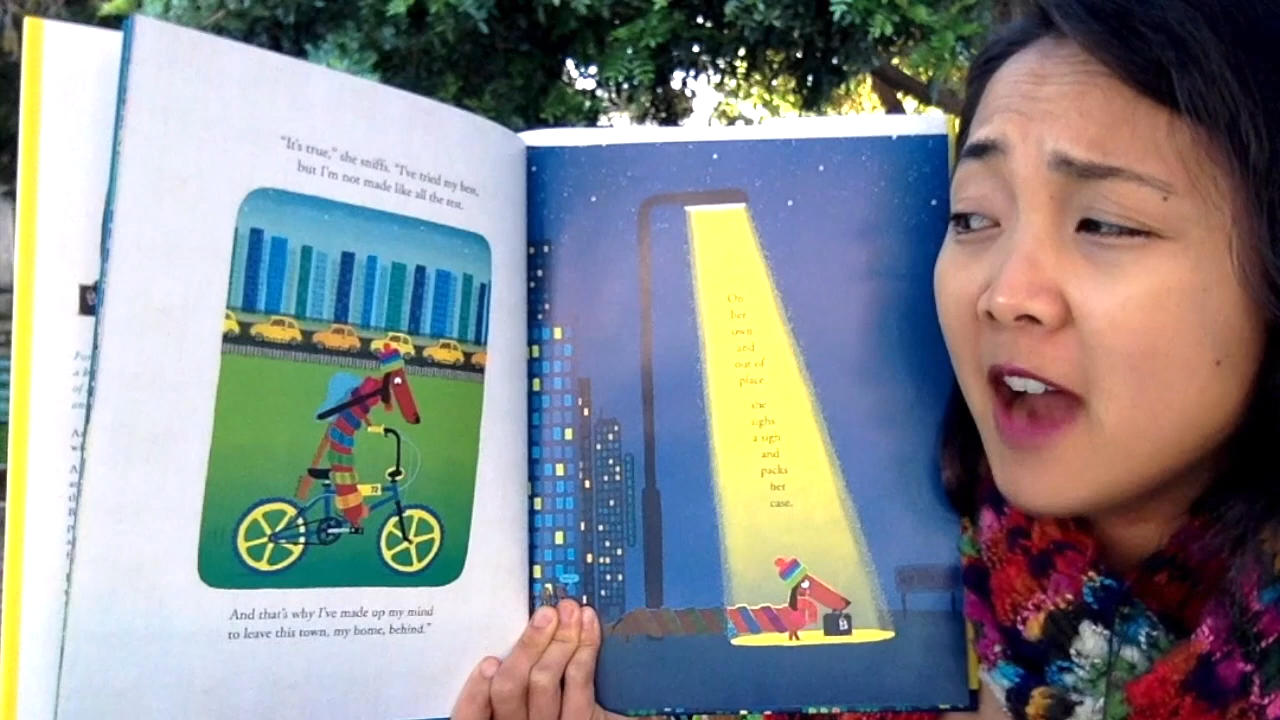 "It's true," she sniffs. "I've tried my best,
but I'm not made like all the rest.
72
And that's why I've made up my mind
to leave this town, my home, behind."
On
her
own
and
out of
place
she
sighs
a sigh
and
packs
her
case.